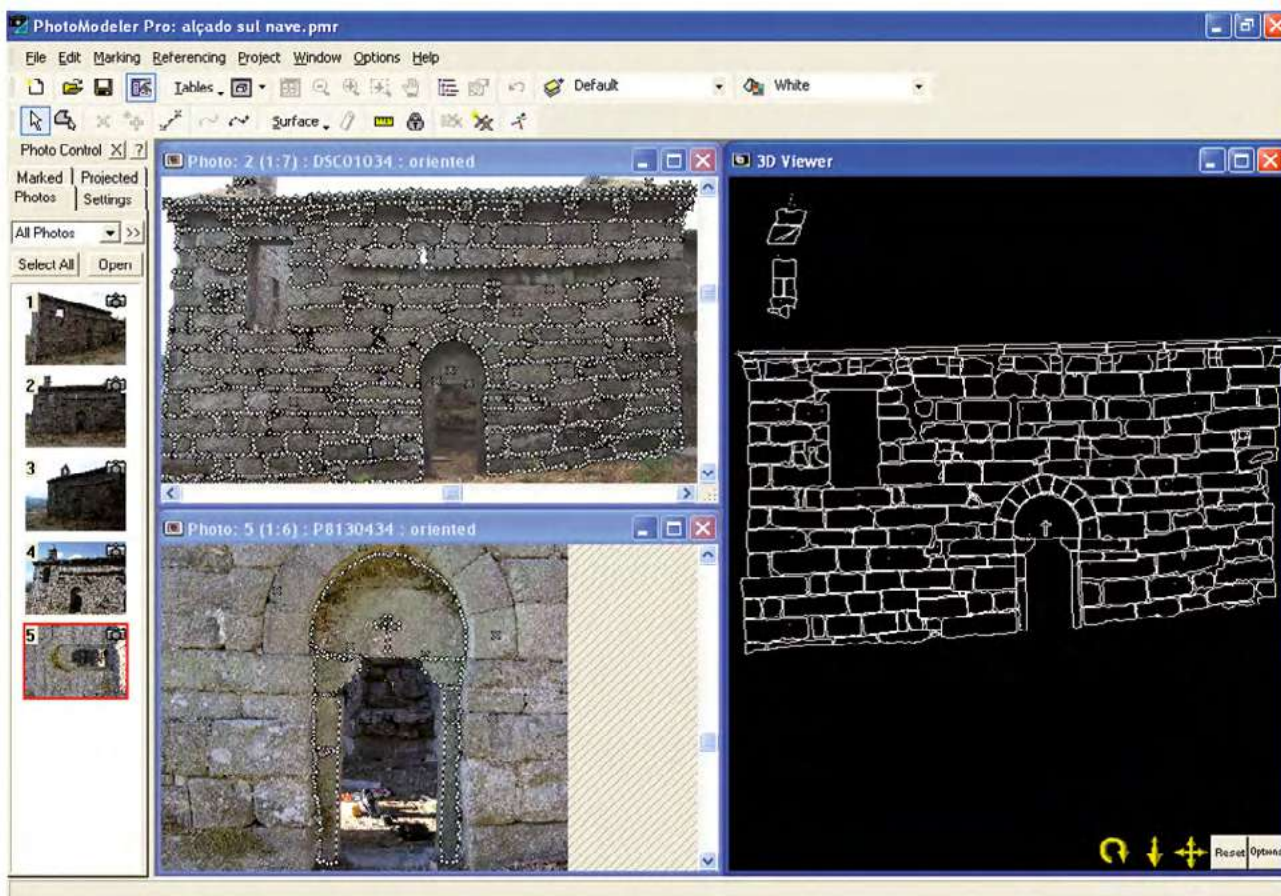 PhotoModeler Pro: alçado sul nave.pmr
File Edit Marking Referencing Project Window Options Help
Tables Default White
Surface
Photo Control X ?
Marked Projected
Photos Settings
All Photos >>
Select All Open
1
2
3
4
5
Photo: 2 (1:7) : DSC01034 : oriented
Photo: 5 (1:6) : P8130434 : oriented
3D Viewer
Reset Options